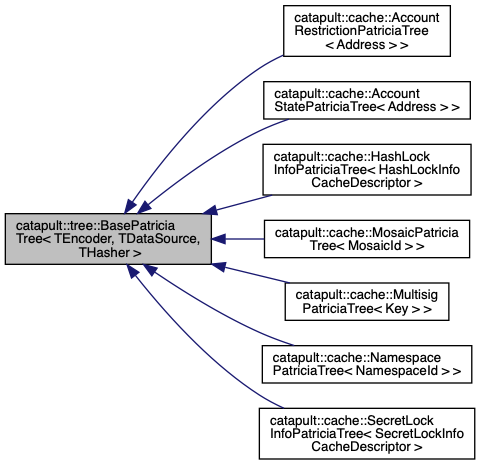 catapult::cache::Account
RestrictionPatriciaTree
< Address > >
catapult::cache::Account
StatePatriciaTree< Address > >
catapult::cache::HashLock
InfoPatriciaTree< HashLockInfo
CacheDescriptor >
catapult::tree::BasePatricia
Tree< TEncoder, TDataSource,
THasher >
catapult::cache::MosaicPatricia
Tree< MosaicId > >
catapult::cache::Multisig
PatriciaTree< Key > >
catapult::cache::Namespace
PatriciaTree< NamespaceId > >
catapult::cache::SecretLock
InfoPatriciaTree< SecretLockInfo
CacheDescriptor >